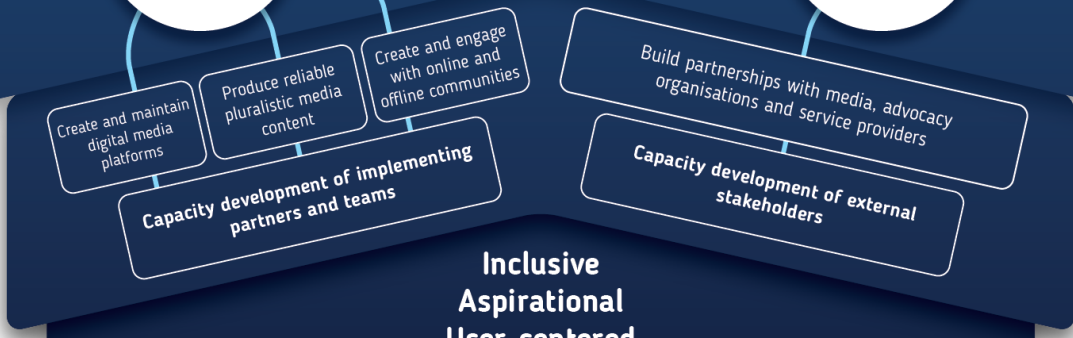 Create and maintain
digital media
platforms
Produce reliable
pluralistic media
content
Create and engage
with online and
offline communities
Capacity development of implementing
partners and teams
Build partnerships with media, advocacy
organisations and service providers
Capacity development of external
stakeholders
Inclusive
Aspirational
User-centered